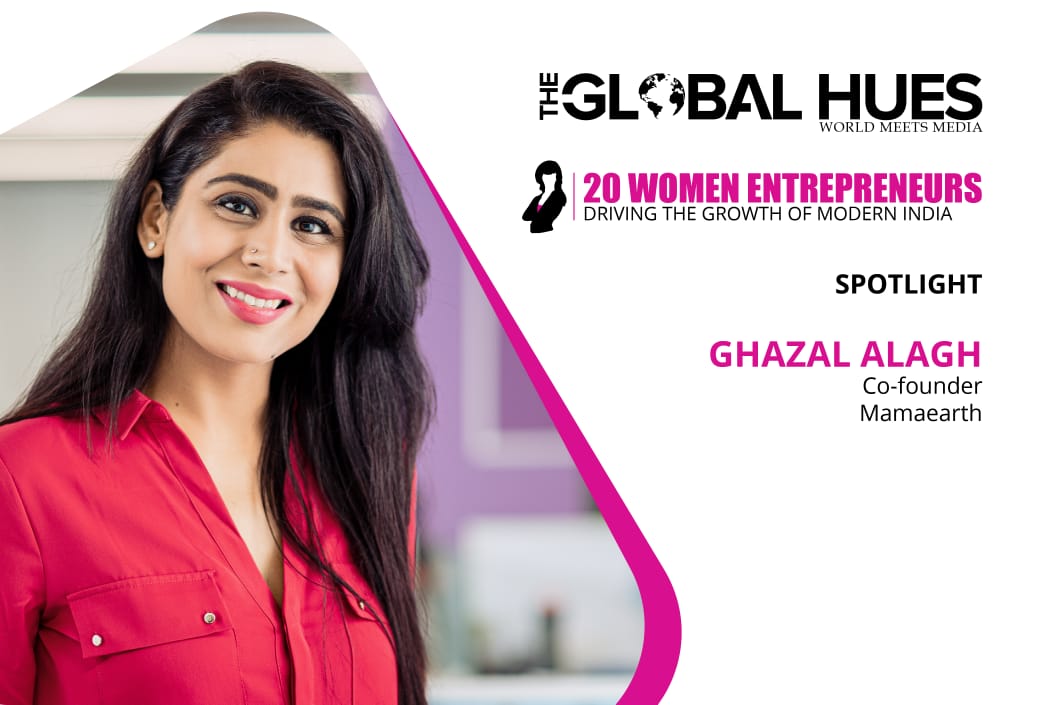 THE GLOBAL HUES
WORLD MEETS MEDIA
20 WOMEN ENTREPRENEURS
DRIVING THE GROWTH OF MODERN INDIA
SPOTLIGHT
GHAZAL ALAGH
Co-founder
Mamaearth